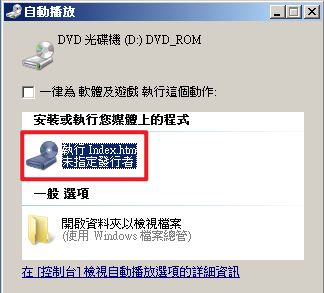 自動播放
DVD 光碟機 (D:) DVD_ROM
一律為 軟體及遊戲 執行這個動作:
安裝或執行您媒體上的程式
執行 Index.htm
未指定發行者
一般 選項
開啟資料夾以檢視檔案
(使用 Windows 檔案總管)
在 [控制台] 檢視自動播放選項的詳細資訊